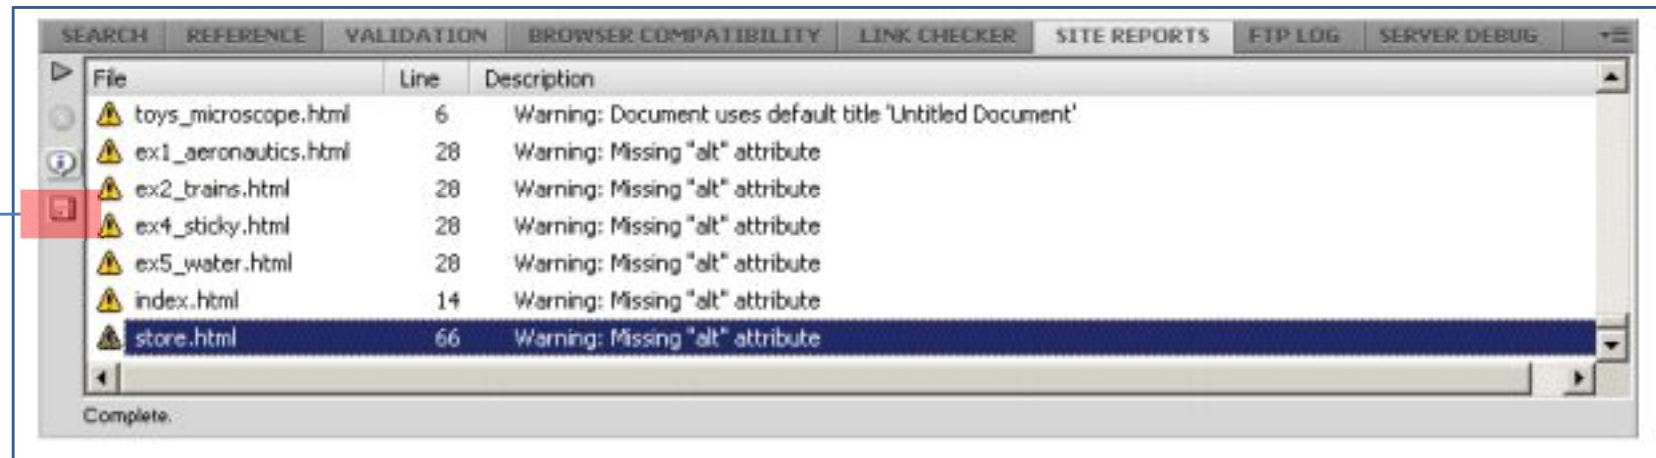 SEARCH REFERENCE VALIDATION BROWSER COMPATIBILITY LINK CHECKER SITE REPORTS FTP LOG SERVER DEBUG
File Line Description
toys_microscope.html 6 Warning: Document uses default title 'Untitled Document'
ex1_aeronautics.html 28 Warning: Missing "alt" attribute
ex2_trains.html 28 Warning: Missing "alt" attribute
ex4_sticky.html 28 Warning: Missing "alt" attribute
ex5_water.html 28 Warning: Missing "alt" attribute
index.html 14 Warning: Missing "alt" attribute
store.html 66 Warning: Missing "alt" attribute
Complete.